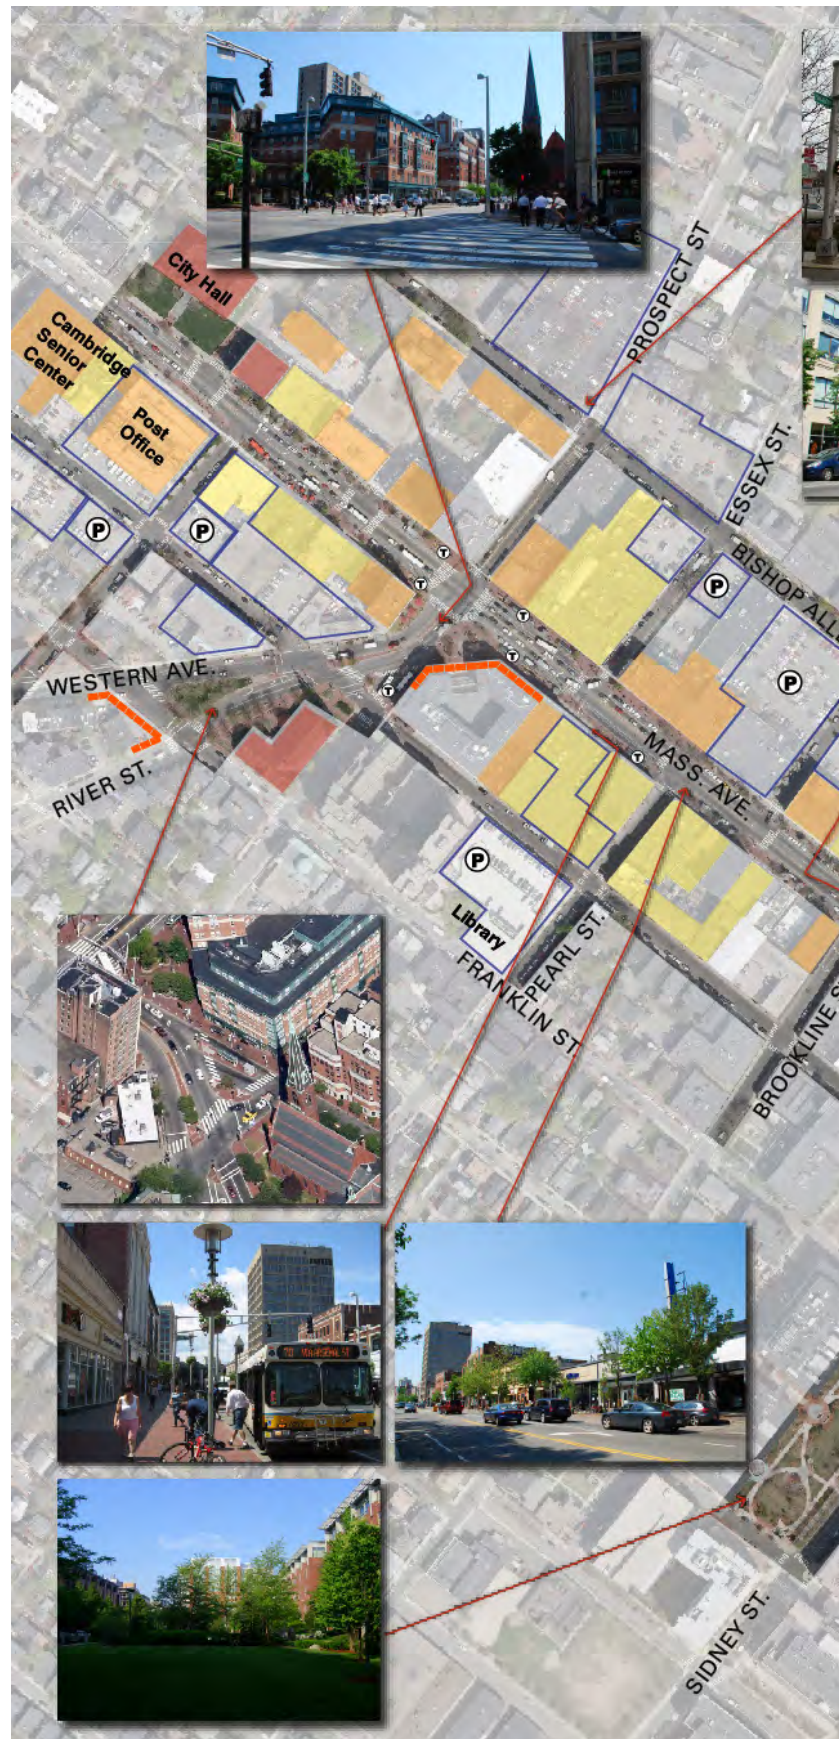 PROSPECT ST
City Hall
Cambridge
Senior
Center
Post
Office
ESSEX ST.
P
P
P
P
BISHOP ALL
T
T
T
T
T
T
WESTERN AVE.
RIVER ST.
MASS. AVE.
P
Library
PEARL ST.
FRANKLIN ST.
BROOKLINE S
70
SIDNEY ST.